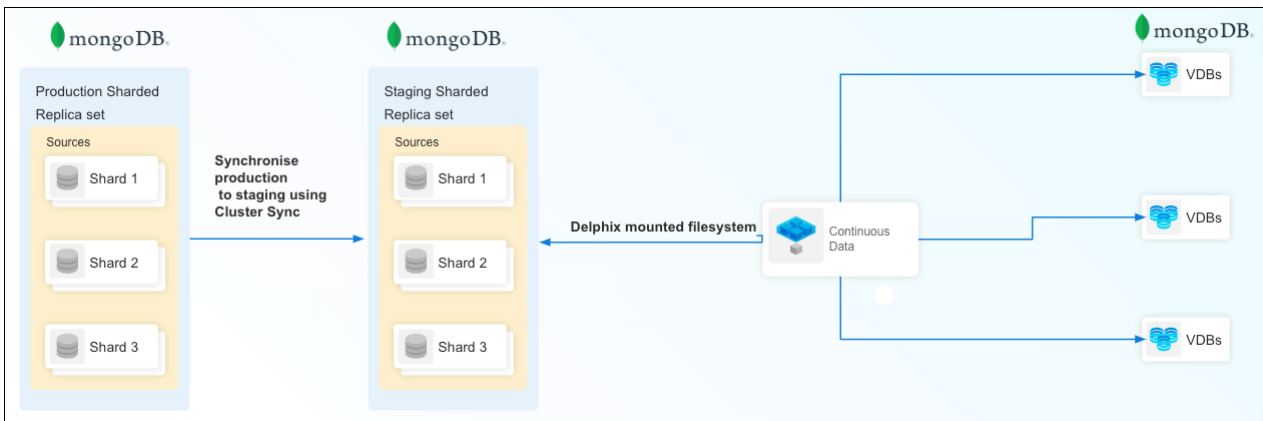 mongoDB.
Production Sharded
Replica set
Sources
Shard 1
Shard 2
Shard 3
Synchronise
production
to staging using
Cluster Sync
mongoDB.
Staging Sharded
Replica set
Sources
Shard 1
Shard 2
Shard 3
Delphix mounted filesystem
Continuous
Data
mongoDB.
VDBs
VDBs
VDBs